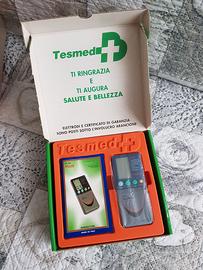 Tesmed
TI RINGRAZIA
E
TI AUGURA
SALUTE E BELLEZZA
ELETTRODI E CERTIFICATO DI GARANZIA
SONO POSTI SOTTO L'INVOLUCRO ARANCIONE
Tesmed